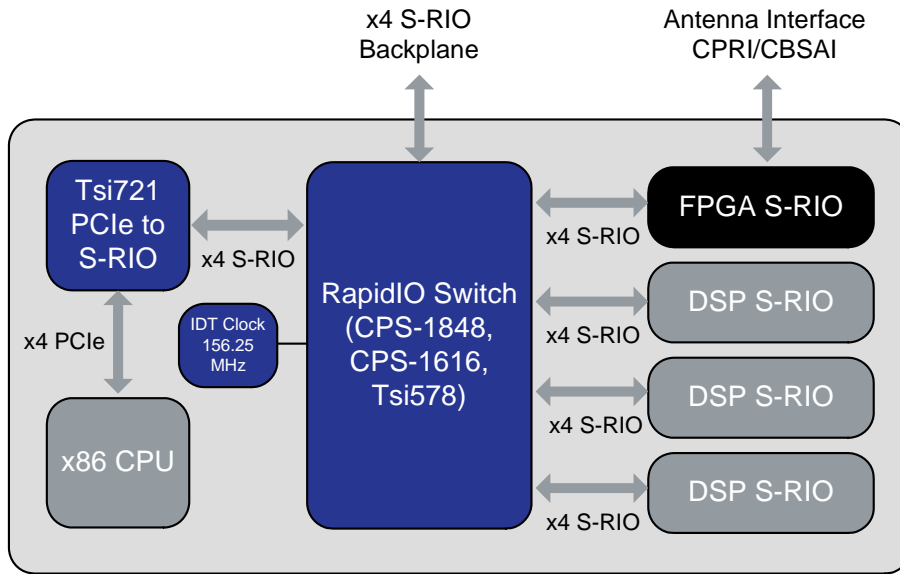 x4 S-RIO
Backplane
Antenna Interface
CPRI/CBSAI
Tsi721
PCIe to
S-RIO
x4 S-RIO
x4 PCIe
x86 CPU
IDT Clock
156.25
MHz
RapidIO Switch
(CPS-1848,
CPS-1616,
Tsi578)
x4 S-RIO
FPGA S-RIO
x4 S-RIO
DSP S-RIO
x4 S-RIO
DSP S-RIO
x4 S-RIO
DSP S-RIO